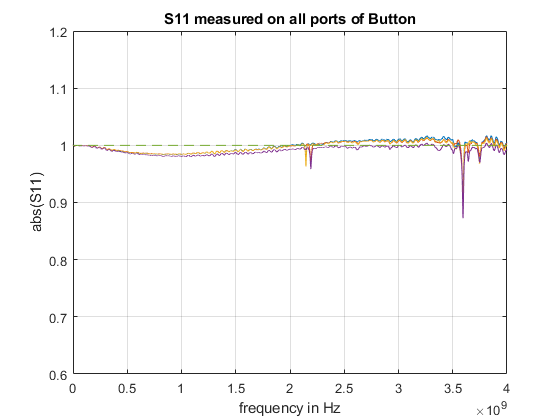 S11 measured on all ports of Button
1.2
1.1
1
0.9
0.8
0.7
0.6
abs(S11)
0 0.5 1 1.5 2 2.5 3 3.5 4
frequency in Hz
×10⁹